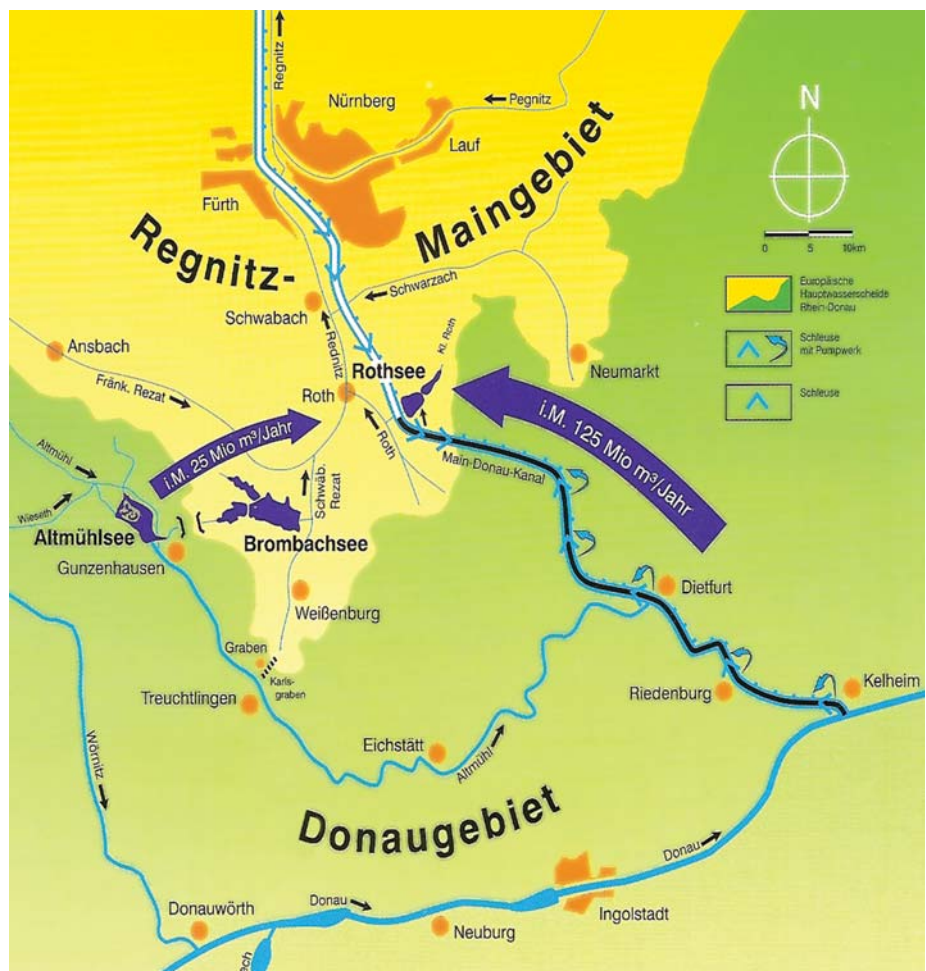 Regnitz
Nürnberg
Pegnitz
Lauf
Fürth
Maingebiet
Regnitz-
N
0 5 10km
Europäische
Hauptwasserscheide
Rhein-Donau
Schleuse
mit Pumpwerk
Schleuse
Schwarzach
Schwabach
Rednitz
Kl. Roth
Ansbach
Neumarkt
Rothsee
Fränk. Rezat
Roth
Roth
i.M. 25 Mio m³/Jahr
i.M. 125 Mio m³/Jahr
Main-Donau-Kanal
Altmühl
Schwäb.
Rezat
Wieseth
Altmühlsee
Brombachsee
Gunzenhausen
Dietfurt
Weißenburg
Graben
Karls-
graben
Treuchtlingen
Riedenburg
Kelheim
Eichstätt
Altmühl
Wörnitz
Donaugebiet
Donau
Donau
Donauwörth
Neuburg
Ingolstadt
ech